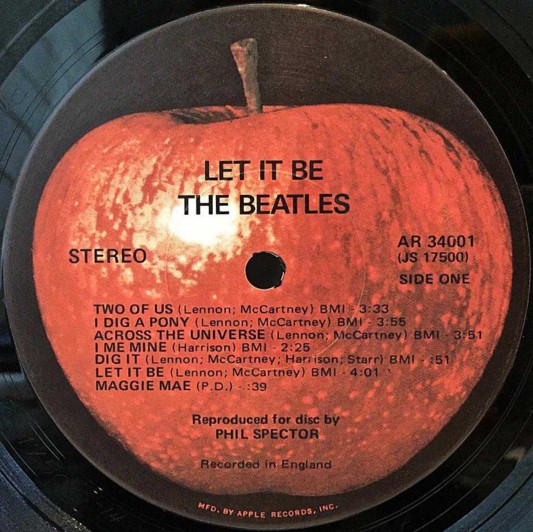 LET IT BE
THE BEATLES
STEREO
AR 34001
(JS 17500)
SIDE ONE
TWO OF US (Lennon; McCartney) BMI - 3:33
I DIG A PONY (Lennon; McCartney) BMI - 3:55
ACROSS THE UNIVERSE (Lennon; McCartney) BMI - 3:51
I ME MINE (Harrison) BMI - 2:25
DIG IT (Lennon; McCartney; Harrison; Starr) BMI - :51
LET IT BE (Lennon; McCartney) BMI - 4:01
MAGGIE MAE (P.D.) - :39
Reproduced for disc by
PHIL SPECTOR
Recorded in England
MFD. BY APPLE RECORDS, INC.